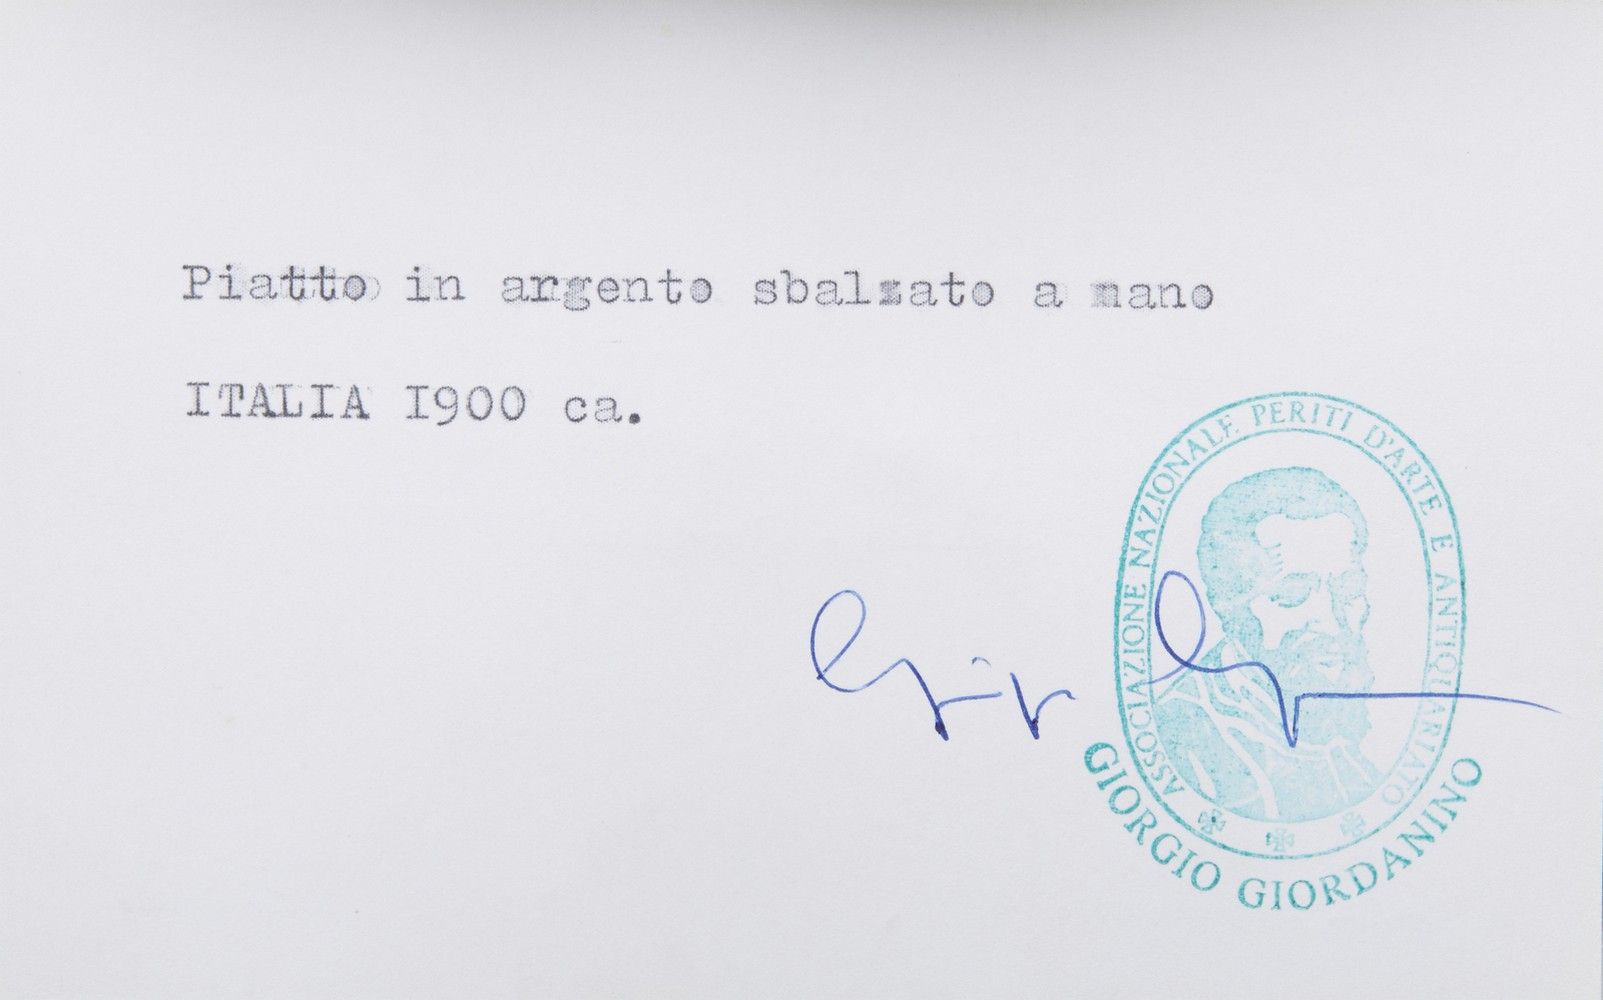 Piatto in argento sbalzato a mano
ITALIA I900 ca.
ASSOCIAZIONE NAZIONALE PERITI D'ARTE E ANTIQUARIATO
GIORGIO GIORDANINO